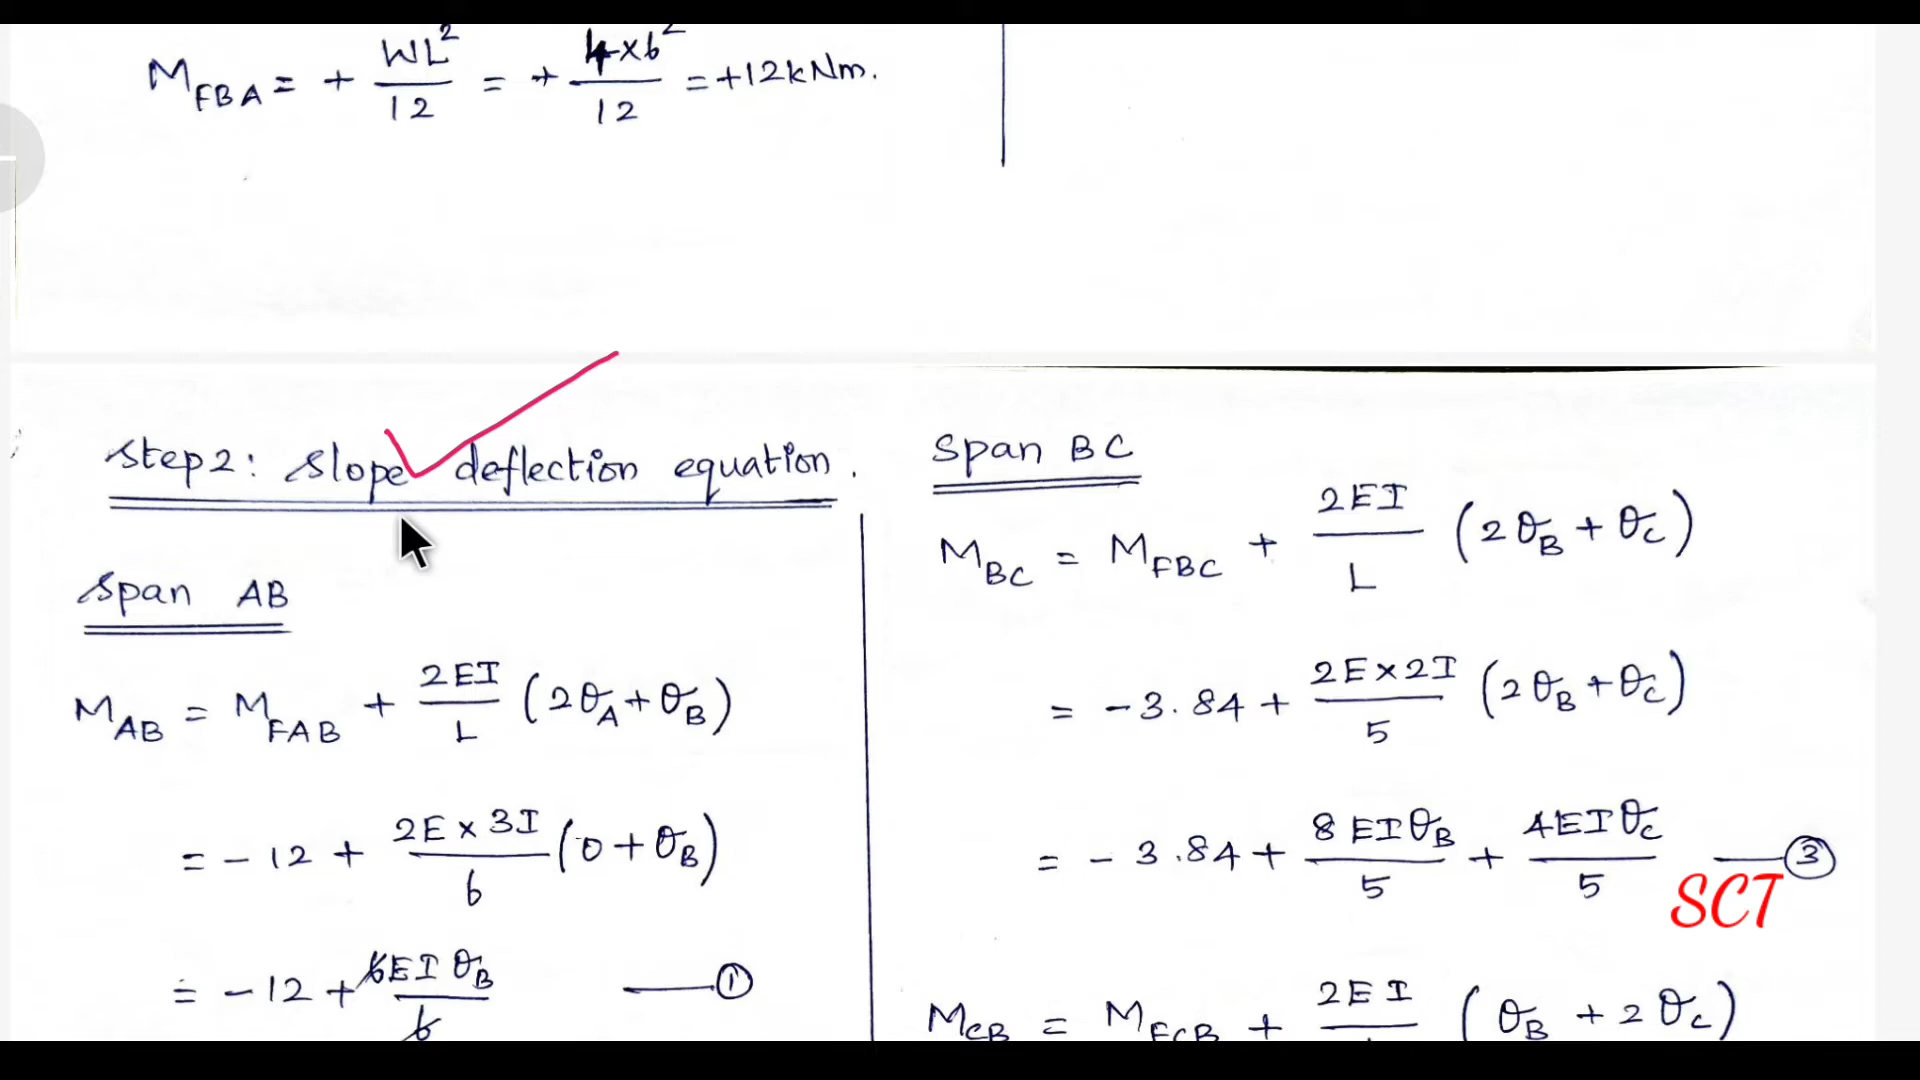 M_FBA = + WL²/12 = + 4×6²/12 = +12kNm.
Step2: Slope deflection equation.
Span AB
M_AB = M_FAB + 2EI/L (2θ_A + θ_B)
= -12 + 2E×3I/6 (0 + θ_B)
= -12 + 6EIθ_B/6 —①
Span BC
M_BC = M_FBC + 2EI/L (2θ_B + θ_C)
= -3.84 + 2E×2I/5 (2θ_B + θ_C)
= -3.84 + 8EIθ_B/5 + 4EIθ_C/5 —③
SCT
M_CB = M_FCB + 2EI (θ_B + 2θ_C)